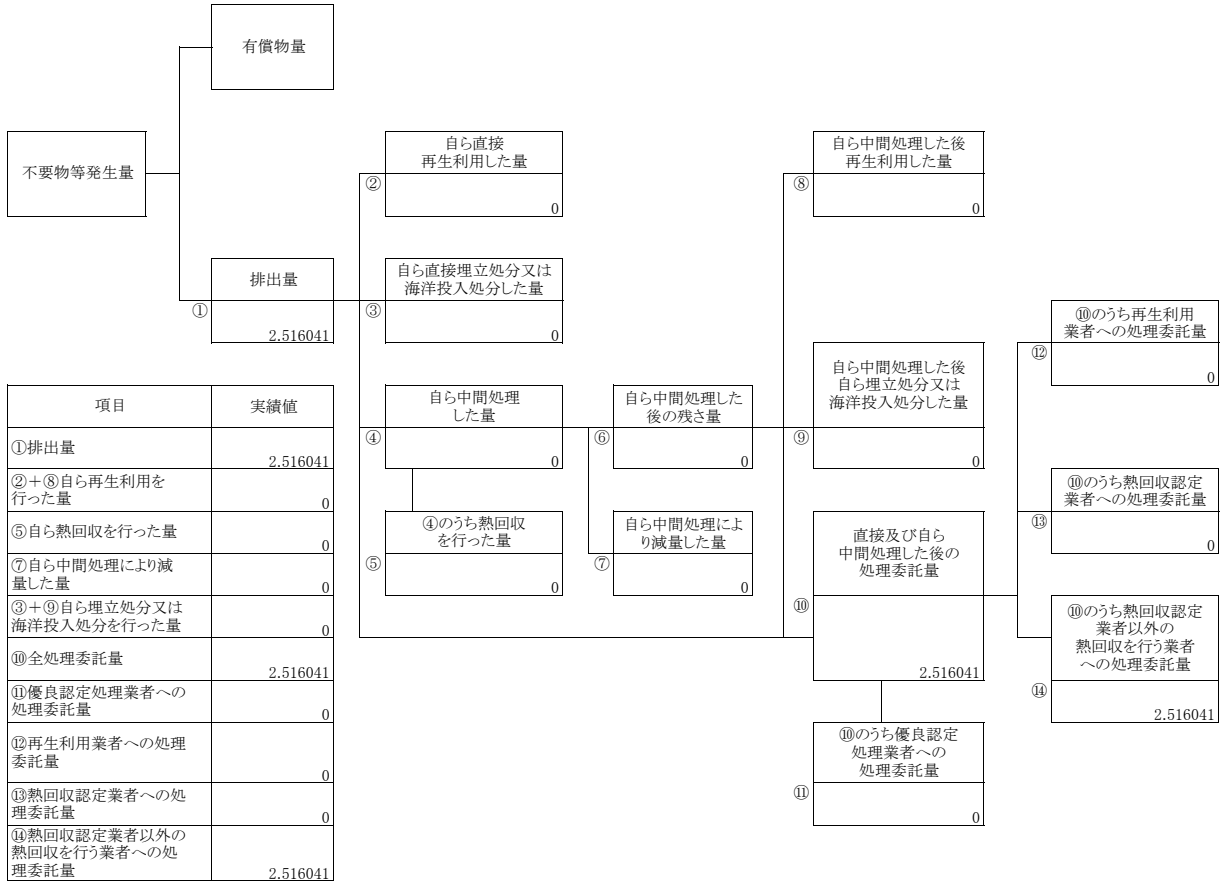 有償物量
不要物等発生量
自ら直接
再生利用した量
②
0
自ら中間処理した後
再生利用した量
⑧
0
排出量
①
2.516041
自ら直接埋立処分又は
海洋投入処分した量
③
0
⑩のうち再生利用
業者への処理委託量
⑫
0
自ら中間処理
した量
④
0
自ら中間処理した
後の残さ量
⑥
0
自ら中間処理した後
自ら埋立処分又は
海洋投入処分した量
⑨
0
⑩のうち熱回収認定
業者への処理委託量
⑬
0
④のうち熱回収
を行った量
⑤
0
自ら中間処理によ
り減量した量
⑦
0
直接及び自ら
中間処理した後の
処理委託量
⑩
2.516041
⑩のうち熱回収認定
業者以外の
熱回収を行う業者
への処理委託量
⑭
2.516041
⑩のうち優良認定
処理業者への
処理委託量
⑪
0
項目 実績値
①排出量
2.516041
②+⑧自ら再生利用を
行った量
0
⑤自ら熱回収を行った量
0
⑦自ら中間処理により減
量した量
0
③+⑨自ら埋立処分又は
海洋投入処分を行った量
0
⑩全処理委託量
2.516041
⑪優良認定処理業者への
処理委託量
0
⑫再生利用業者への処理
委託量
0
⑬熱回収認定業者への処
理委託量
0
⑭熱回収認定業者以外の
熱回収を行う業者への処
理委託量
2.516041